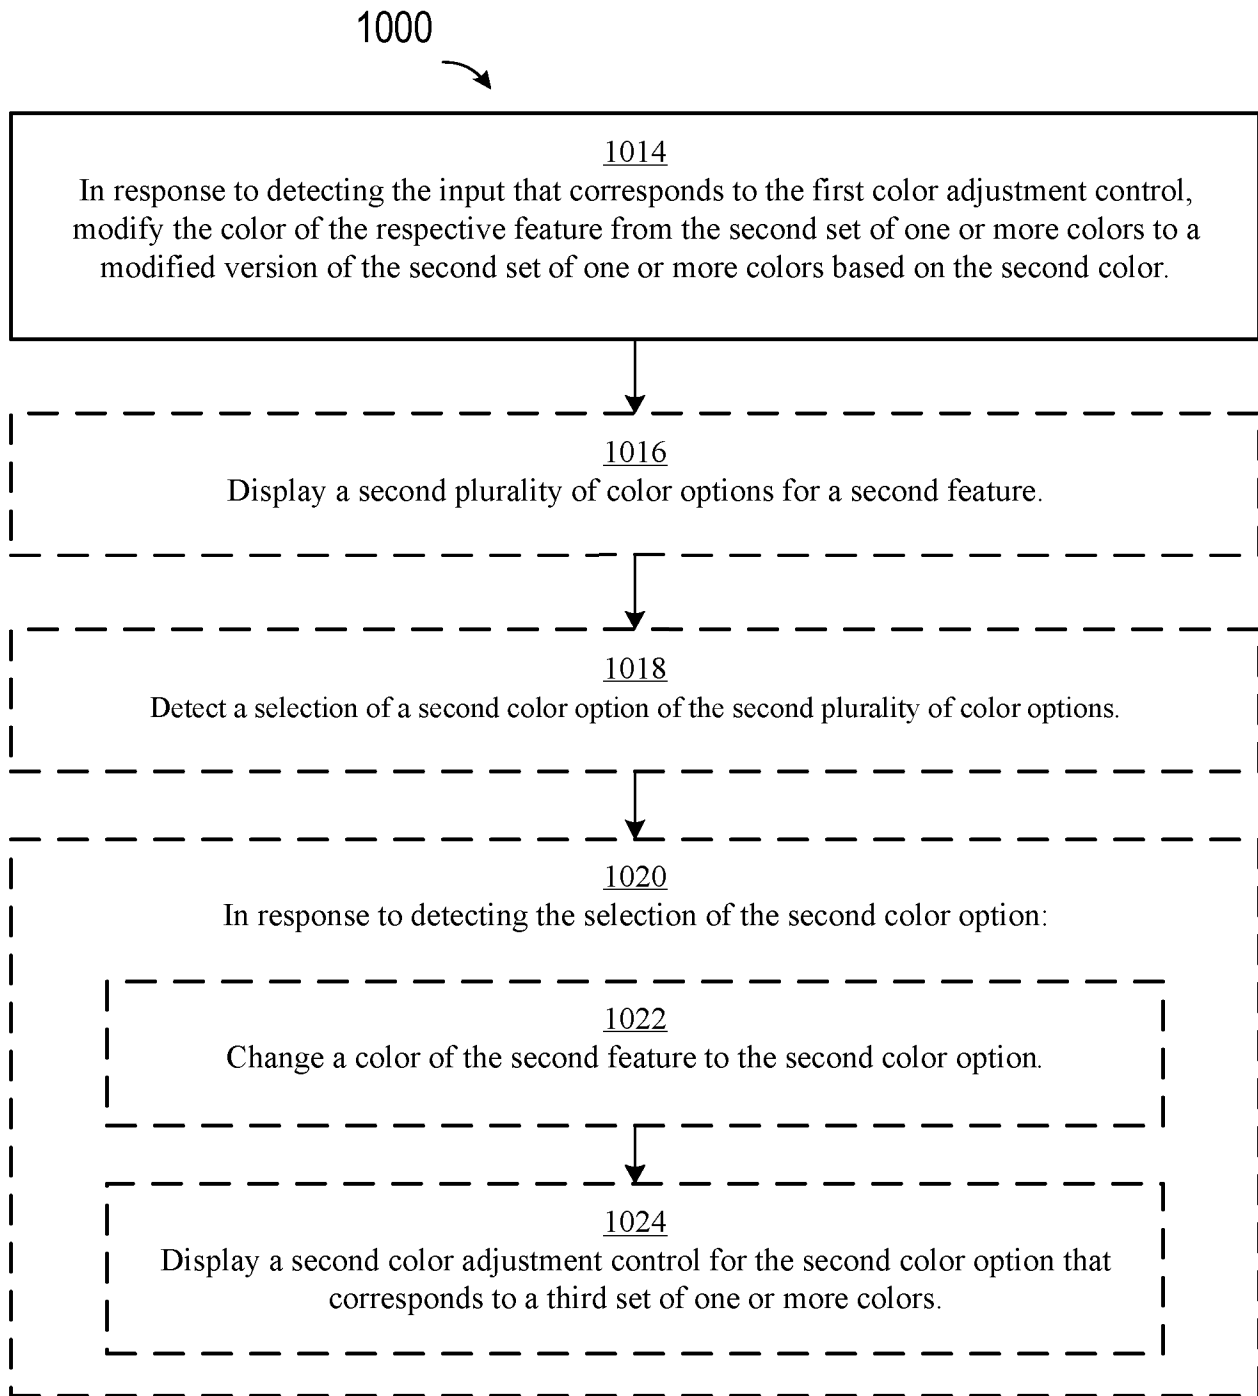 1000
1014
In response to detecting the input that corresponds to the first color adjustment control,
modify the color of the respective feature from the second set of one or more colors to a
modified version of the second set of one or more colors based on the second color.
1016
Display a second plurality of color options for a second feature.
1018
Detect a selection of a second color option of the second plurality of color options.
1020
In response to detecting the selection of the second color option:
1022
Change a color of the second feature to the second color option.
1024
Display a second color adjustment control for the second color option that
corresponds to a third set of one or more colors.